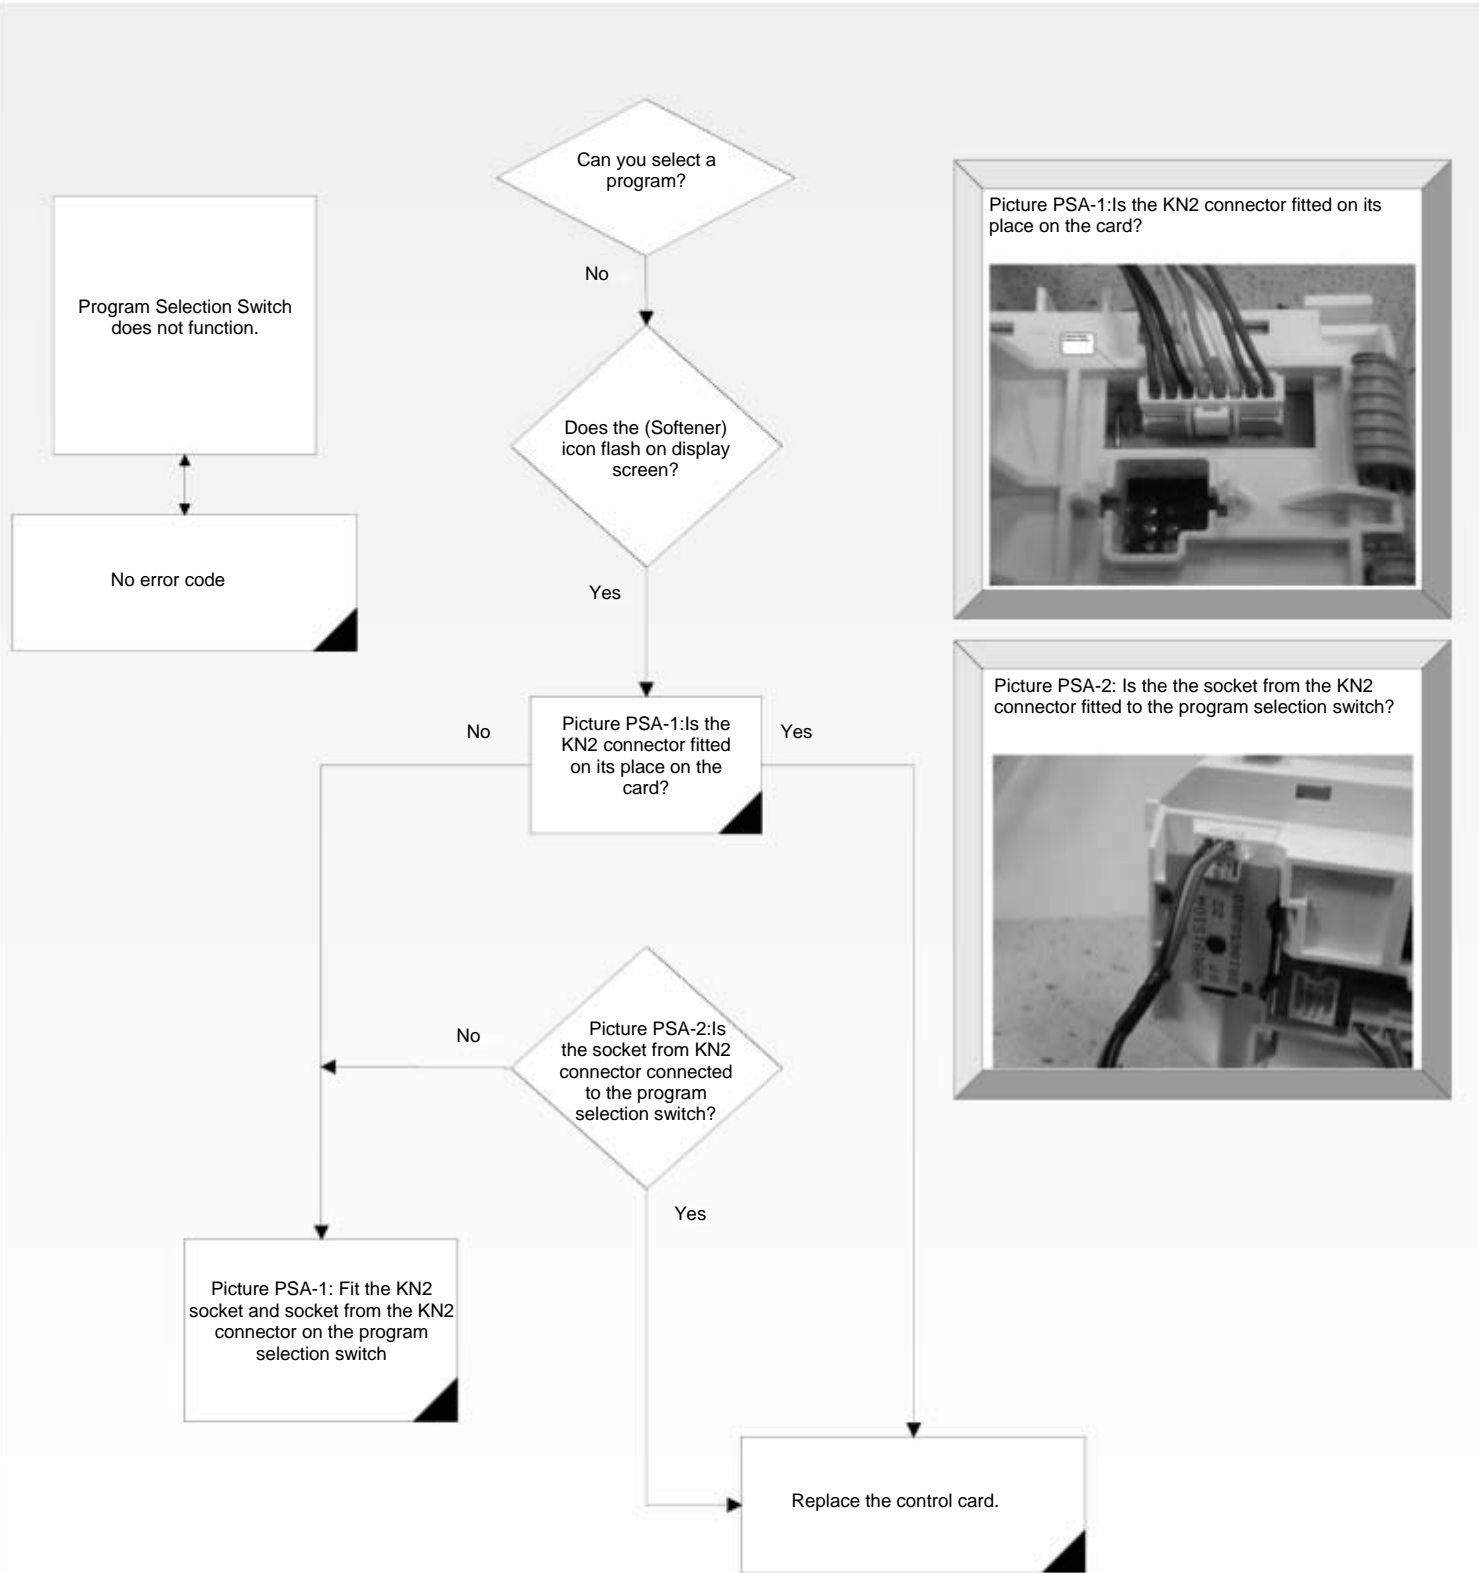 Can you select a
program?
No
Program Selection Switch
does not function.
No error code
Does the (Softener)
icon flash on display
screen?
Yes
Picture PSA-1:Is the
KN2 connector fitted
on its place on the
card?
No
Yes
Picture PSA-2:Is
the socket from KN2
connector connected
to the program
selection switch?
No
Yes
Picture PSA-1: Fit the KN2
socket and socket from the KN2
connector on the program
selection switch
Replace the control card.
Picture PSA-1:Is the KN2 connector fitted on its
place on the card?
Picture PSA-2: Is the the socket from the KN2
connector fitted to the program selection switch?